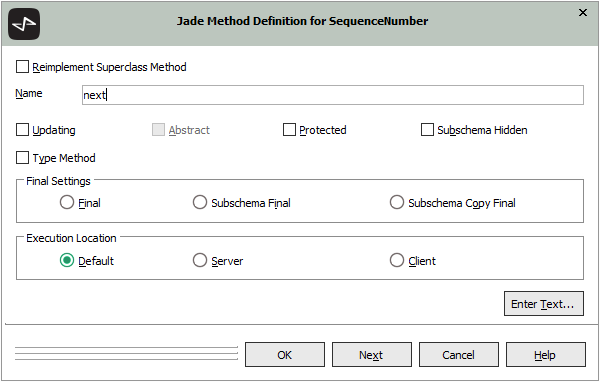 Jade Method Definition for SequenceNumber
Reimplement Superclass Method
Name next
Updating Abstract Protected Subschema Hidden
Type Method
Final Settings
Final Subschema Final Subschema Copy Final
Execution Location
Default Server Client
Enter Text...
OK Next Cancel Help